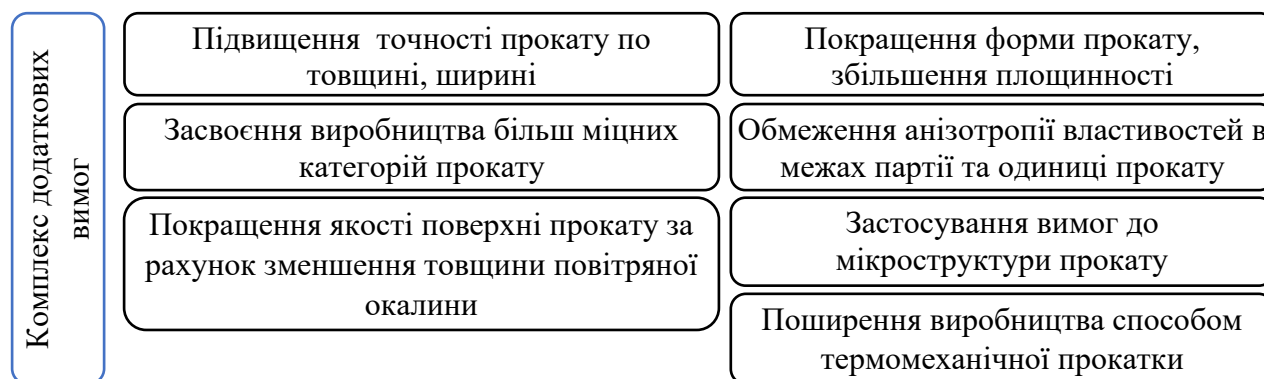 Комплекс додаткових
вимог
Підвищення точності прокату по
товщині, ширині
Засвоєння виробництва більш міцних
категорій прокату
Покращення якості поверхні прокату за
рахунок зменшення товщини повітряної
окалини
Покращення форми прокату,
збільшення площинності
Обмеження анізотропії властивостей в
межах партії та одиниці прокату
Застосування вимог до
мікроструктури прокату
Поширення виробництва способом
термомеханічної прокатки